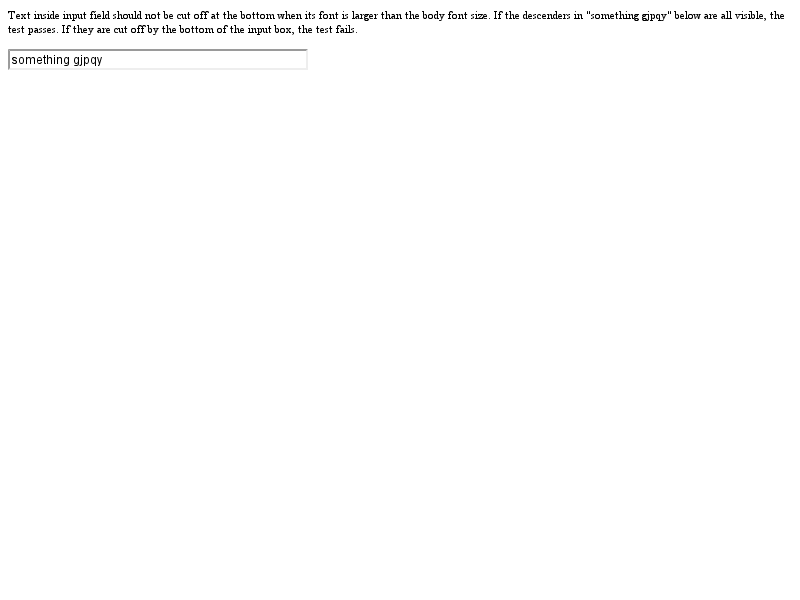 Text inside input field should not be cut off at the bottom when its font is larger than the body font size. If the descenders in "something gjpqy" below are all visible, the
test passes. If they are cut off by the bottom of the input box, the test fails.
something gjpqy